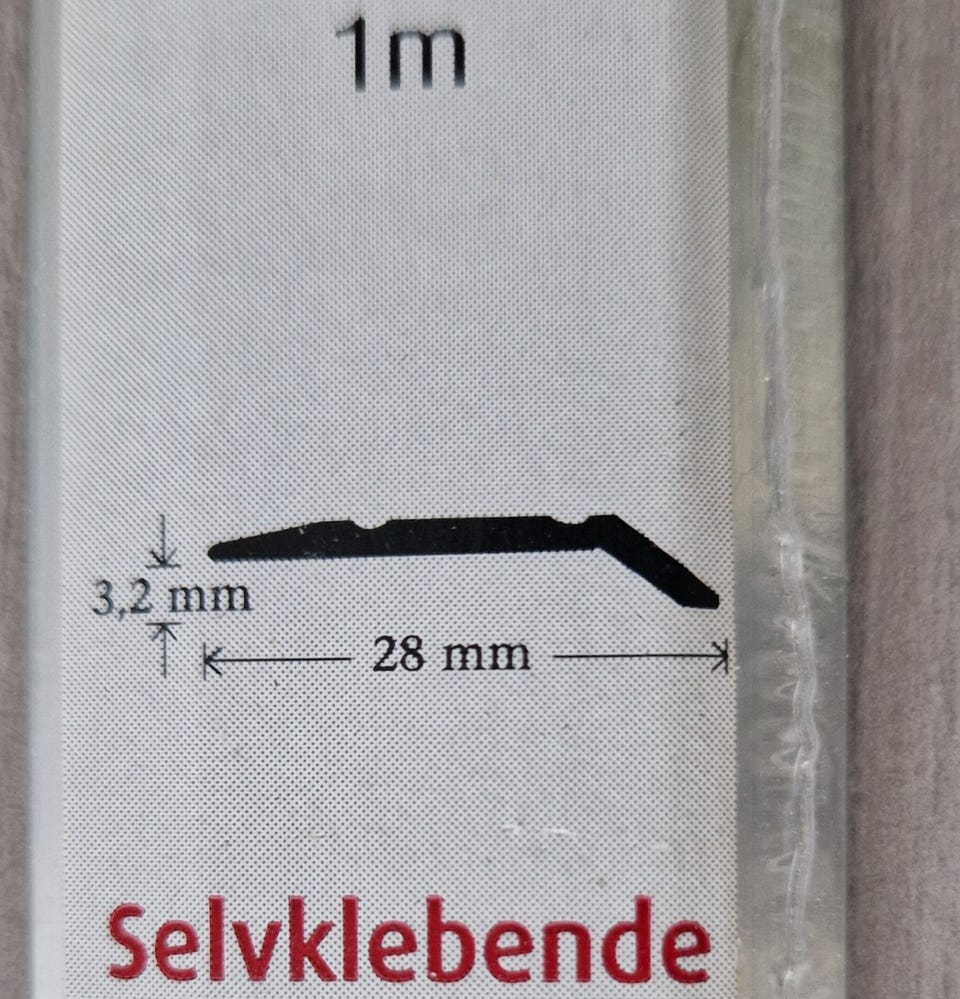 1m
3,2 mm
28 mm
Selvklebende